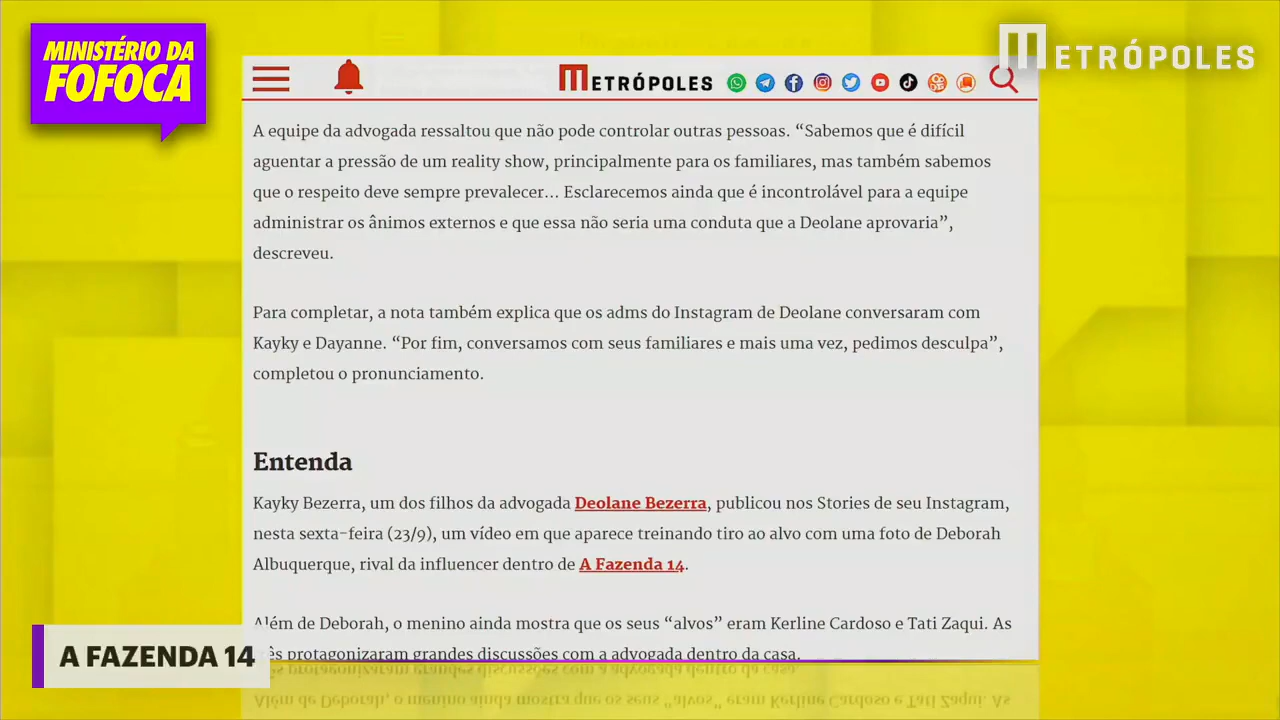 MINISTÉRIO DA
FOFOCA
METRÓPOLES
METRÓPOLES
A equipe da advogada ressaltou que não pode controlar outras pessoas. “Sabemos que é difícil
aguentar a pressão de um reality show, principalmente para os familiares, mas também sabemos
que o respeito deve sempre prevalecer... Esclarecemos ainda que é incontrolável para a equipe
administrar os ânimos externos e que essa não seria uma conduta que a Deolane aprovaria”,
descreveu.
Para completar, a nota também explica que os adms do Instagram de Deolane conversaram com
Kayky e Dayanne. “Por fim, conversamos com seus familiares e mais uma vez, pedimos desculpa”,
completou o pronunciamento.
Entenda
Kayky Bezerra, um dos filhos da advogada Deolane Bezerra, publicou nos Stories de seu Instagram,
nesta sexta-feira (23/9), um vídeo em que aparece treinando tiro ao alvo com uma foto de Deborah
Albuquerque, rival da influencer dentro de A Fazenda 14.
Além de Deborah, o menino ainda mostra que os seus “alvos” eram Kerline Cardoso e Tati Zaqui. As
três protagonizaram grandes discussões com a advogada dentro da casa.
A FAZENDA 14